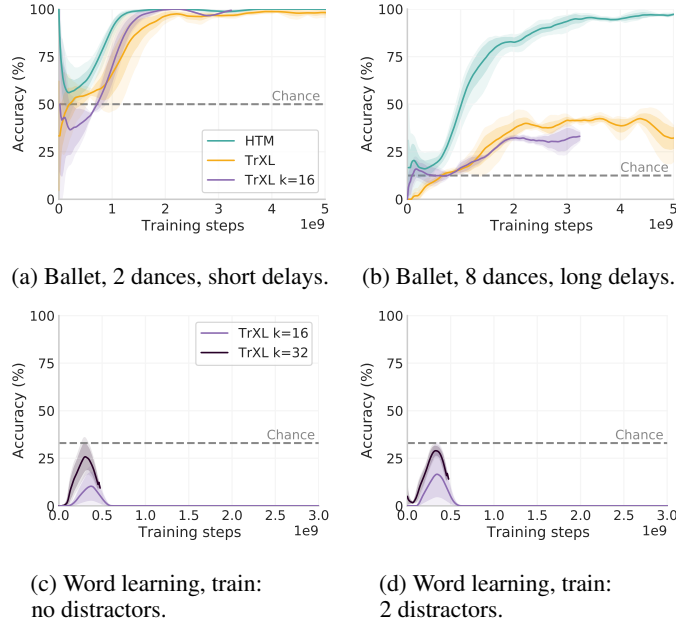 100
75
50
25
0
Accuracy (%)
Chance
HTM
TrXL
TrXL k=16
0 1 2 3 4 5
Training steps
1e9
(a) Ballet, 2 dances, short delays.
100
75
50
25
0
Accuracy (%)
Chance
0 1 2 3 4 5
Training steps
1e9
(b) Ballet, 8 dances, long delays.
100
75
50
25
0
Accuracy (%)
TrXL k=16
TrXL k=32
Chance
0.0 0.5 1.0 1.5 2.0 2.5 3.0
Training steps
1e9
(c) Word learning, train:
no distractors.
100
75
50
25
0
Accuracy (%)
Chance
0.0 0.5 1.0 1.5 2.0 2.5 3.0
Training steps
1e9
(d) Word learning, train:
2 distractors.